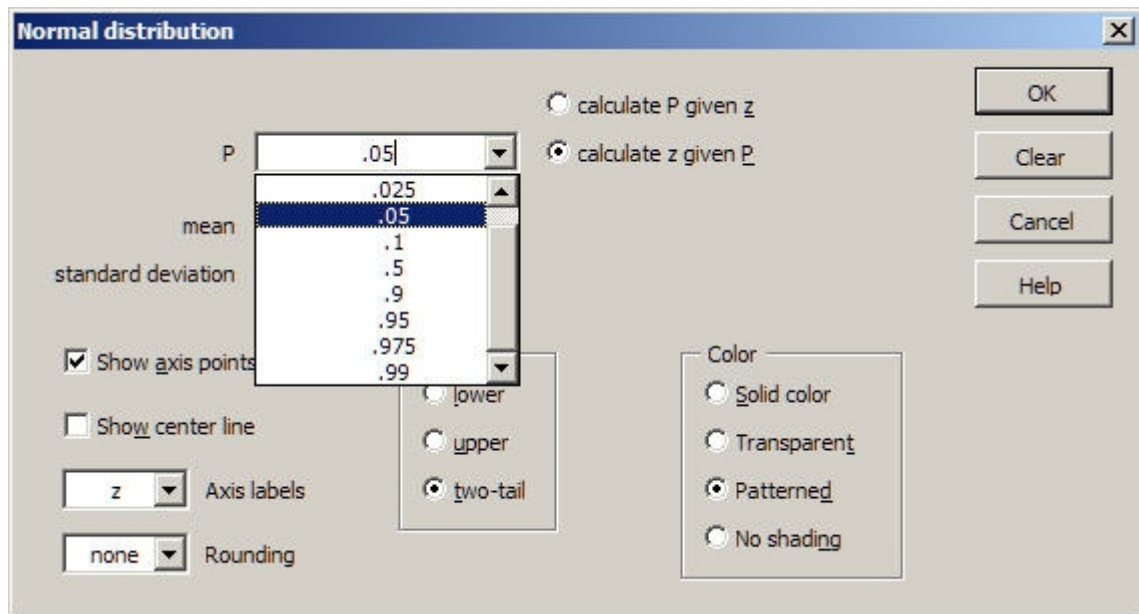 Normal distribution
calculate P given z
OK
P
.05
calculate z given P
Clear
.025
.05
mean
Cancel
.1
standard deviation
.5
Help
.9
.95
.975
Show axis points
.99
Color
lower
Solid color
Show center line
upper
Transparent
z
Axis labels
two-tail
Patterned
none
Rounding
No shading